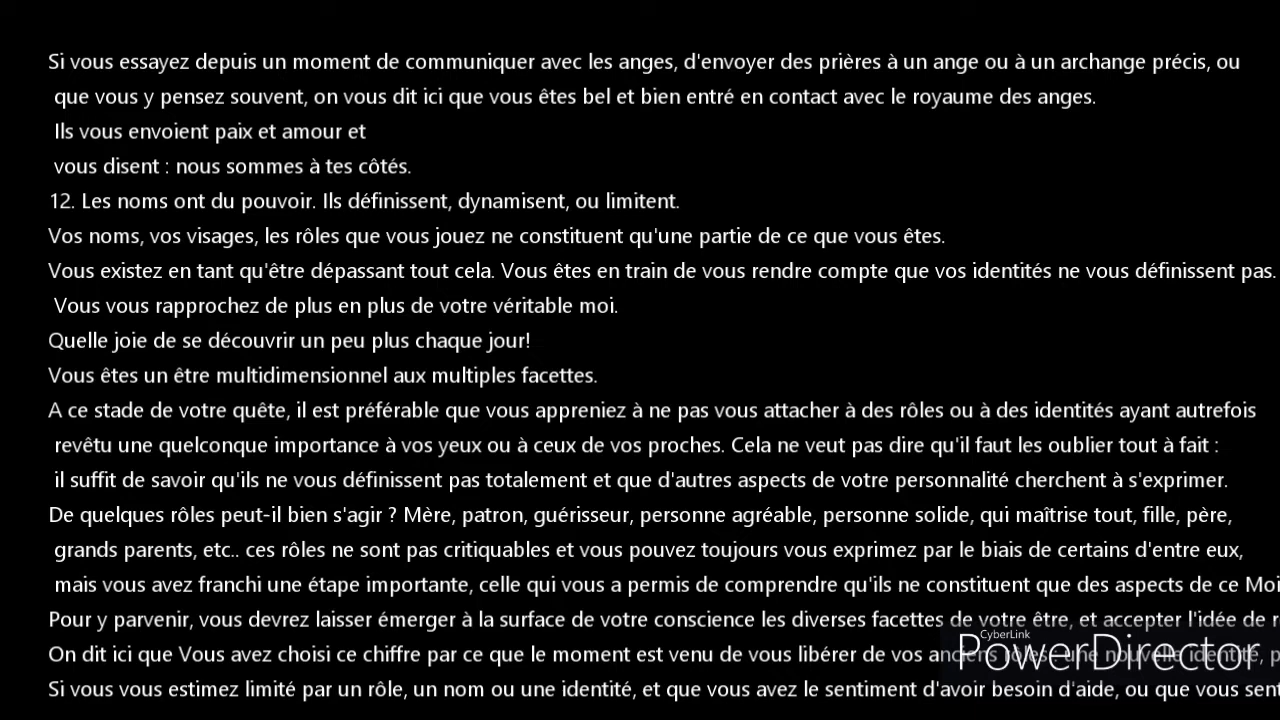 Si vous essayez depuis un moment de communiquer avec les anges, d'envoyer des prières à un ange ou à un archange précis, ou
que vous y pensez souvent, on vous dit ici que vous êtes bel et bien entré en contact avec le royaume des anges.
Ils vous envoient paix et amour et
vous disent : nous sommes à tes côtés.
12. Les noms ont du pouvoir. Ils définissent, dynamisent, ou limitent.
Vos noms, vos visages, les rôles que vous jouez ne constituent qu'une partie de ce que vous êtes.
Vous existez en tant qu'être dépassant tout cela. Vous êtes en train de vous rendre compte que vos identités ne vous définissent pas.
Vous vous rapprochez de plus en plus de votre véritable moi.
Quelle joie de se découvrir un peu plus chaque jour!
Vous êtes un être multidimensionnel aux multiples facettes.
A ce stade de votre quête, il est préférable que vous appreniez à ne pas vous attacher à des rôles ou à des identités ayant autrefois
revêtu une quelconque importance à vos yeux ou à ceux de vos proches. Cela ne veut pas dire qu'il faut les oublier tout à fait :
il suffit de savoir qu'ils ne vous définissent pas totalement et que d'autres aspects de votre personnalité cherchent à s'exprimer.
De quelques rôles peut-il bien s'agir ? Mère, patron, guérisseur, personne agréable, personne solide, qui maîtrise tout, fille, père,
grands parents, etc.. ces rôles ne sont pas critiquables et vous pouvez toujours vous exprimez par le biais de certains d'entre eux,
mais vous avez franchi une étape importante, celle qui vous a permis de comprendre qu'ils ne constituent que des aspects de ce Moi
Pour y parvenir, vous devrez laisser émerger à la surface de votre conscience les diverses facettes de votre être, et accepter l'idée de
On dit ici que Vous avez choisi ce chiffre par ce que le moment est venu de vous libérer de vos anciens rôles : une nouvelle identité,
Si vous vous estimez limité par un rôle, un nom ou une identité, et que vous avez le sentiment d'avoir besoin d'aide, ou que vous
CyberLink
PowerDirector